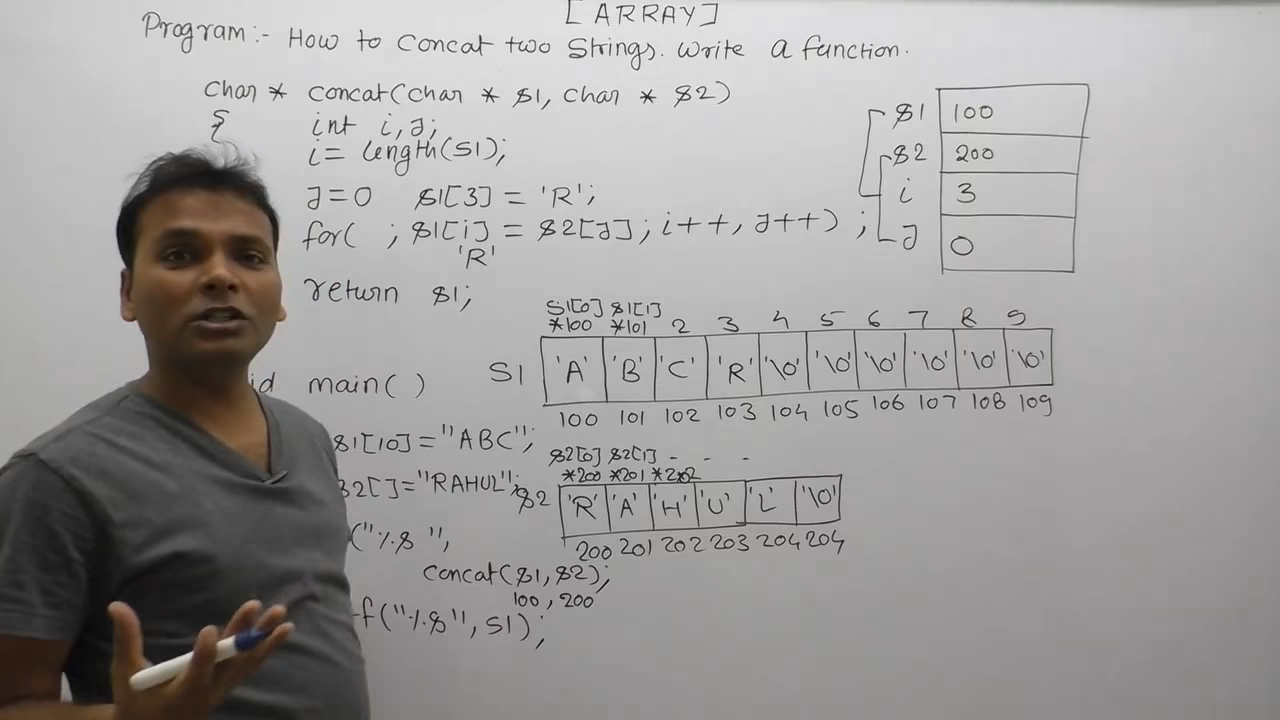 [ARRAY]
Program:- How to Concat two Strings. Write a function.
Char * concat(char * S1, char * S2)
{ int i, J;
i = length(S1);
J=0 S1[3] = 'R';
for( ; S1[i] = S2[J]; i++, J++) ;
'R'
return S1;
S1 100
S2 200
i 3
J 0
S1[0] S1[1]
*100 *101 2 3 4 5 6 7 8 9
S1 'A' 'B' 'C' 'R' '\0' '\0' '\0' '\0' '\0' '\0'
100 101 102 103 104 105 106 107 108 109
id main( )
S1[10]="ABC";
S2[]="RAHUL";
S2[0] S2[1] - - -
*200 *201 *202
S2 'R' 'A' 'H' 'U' 'L' '\0'
200 201 202 203 204 204
("%S",
Concat(S1,S2);
100, 200
f("%S", S1);